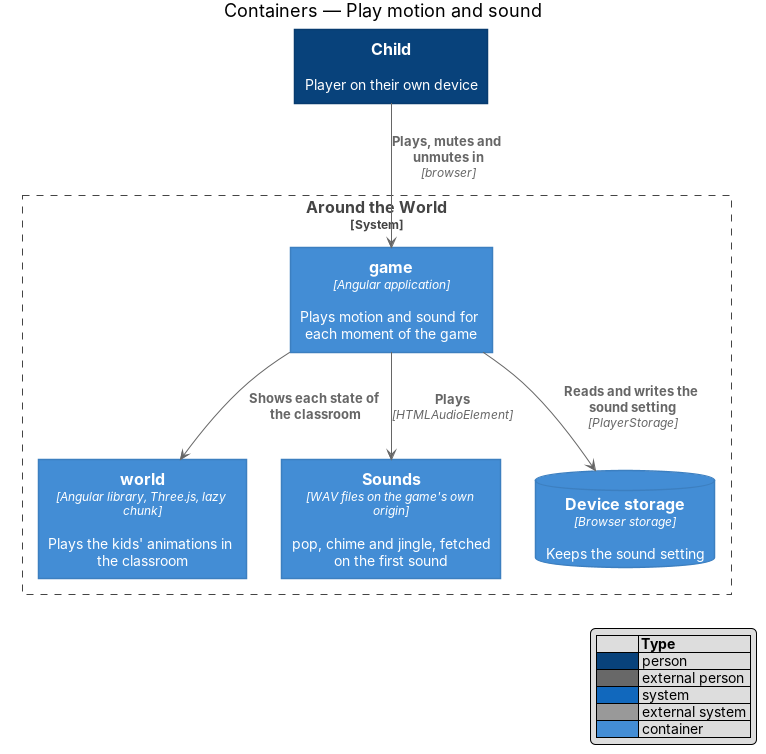 Containers — Play motion and sound
Child
Player on their own device
Plays, mutes and
unmutes in
[browser]
Around the World
[System]
game
[Angular application]
Plays motion and sound for
each moment of the game
Shows each state of
the classroom
Plays
[HTMLAudioElement]
Reads and writes the
sound setting
[PlayerStorage]
world
[Angular library, Three.js, lazy
chunk]
Plays the kids' animations in
the classroom
Sounds
[WAV files on the game's own
origin]
pop, chime and jingle, fetched
on the first sound
Device storage
[Browser storage]
Keeps the sound setting
Type
person
external person
system
external system
container